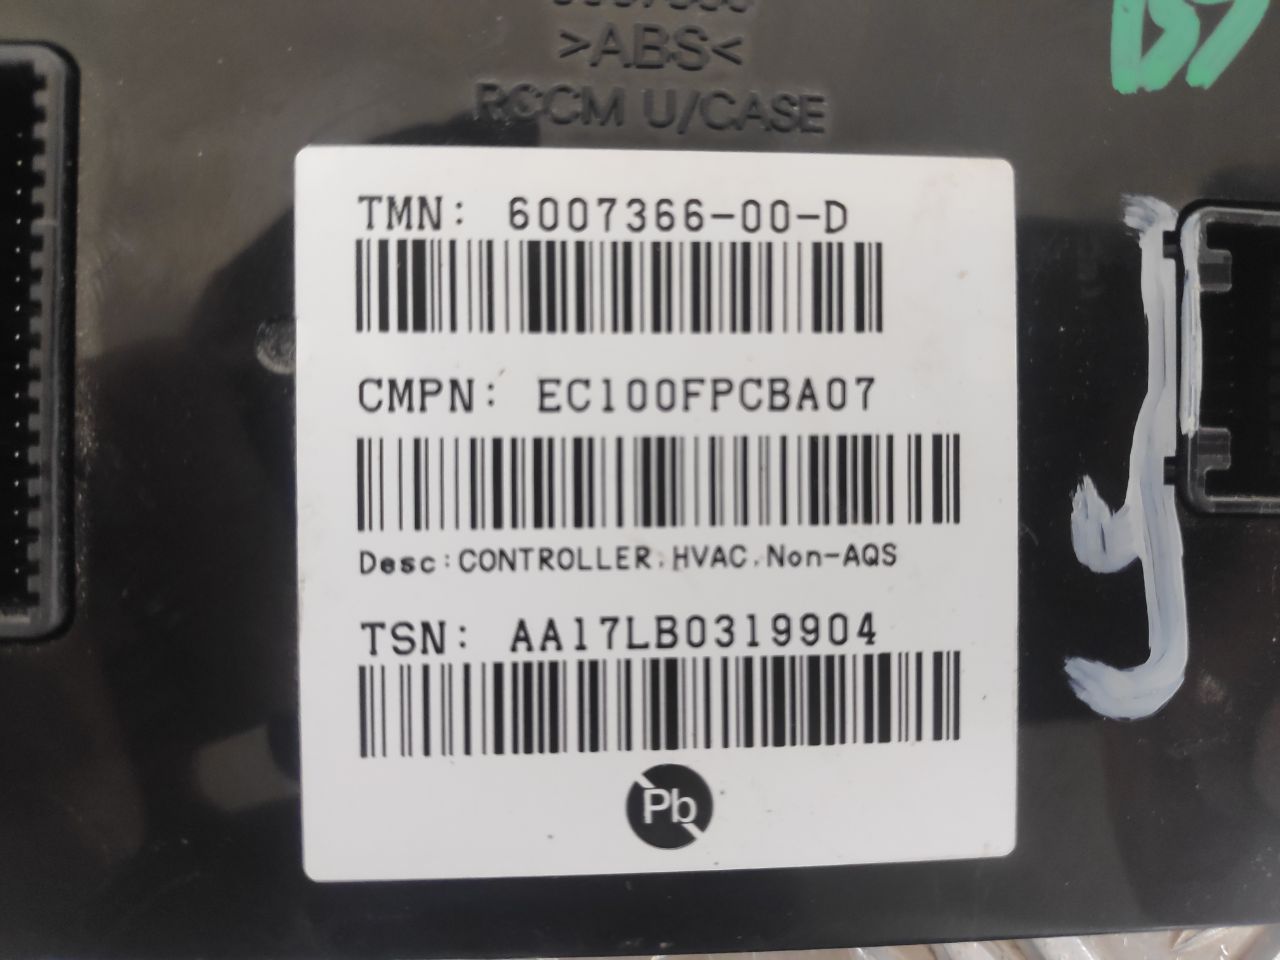 >ABS<
RCCM U/CASE
TMN: 6007366-00-D
CMPN: EC100FPCBA07
Desc:CONTROLLER,HVAC,Non-AQS
TSN: AA17LB0319904
Pb